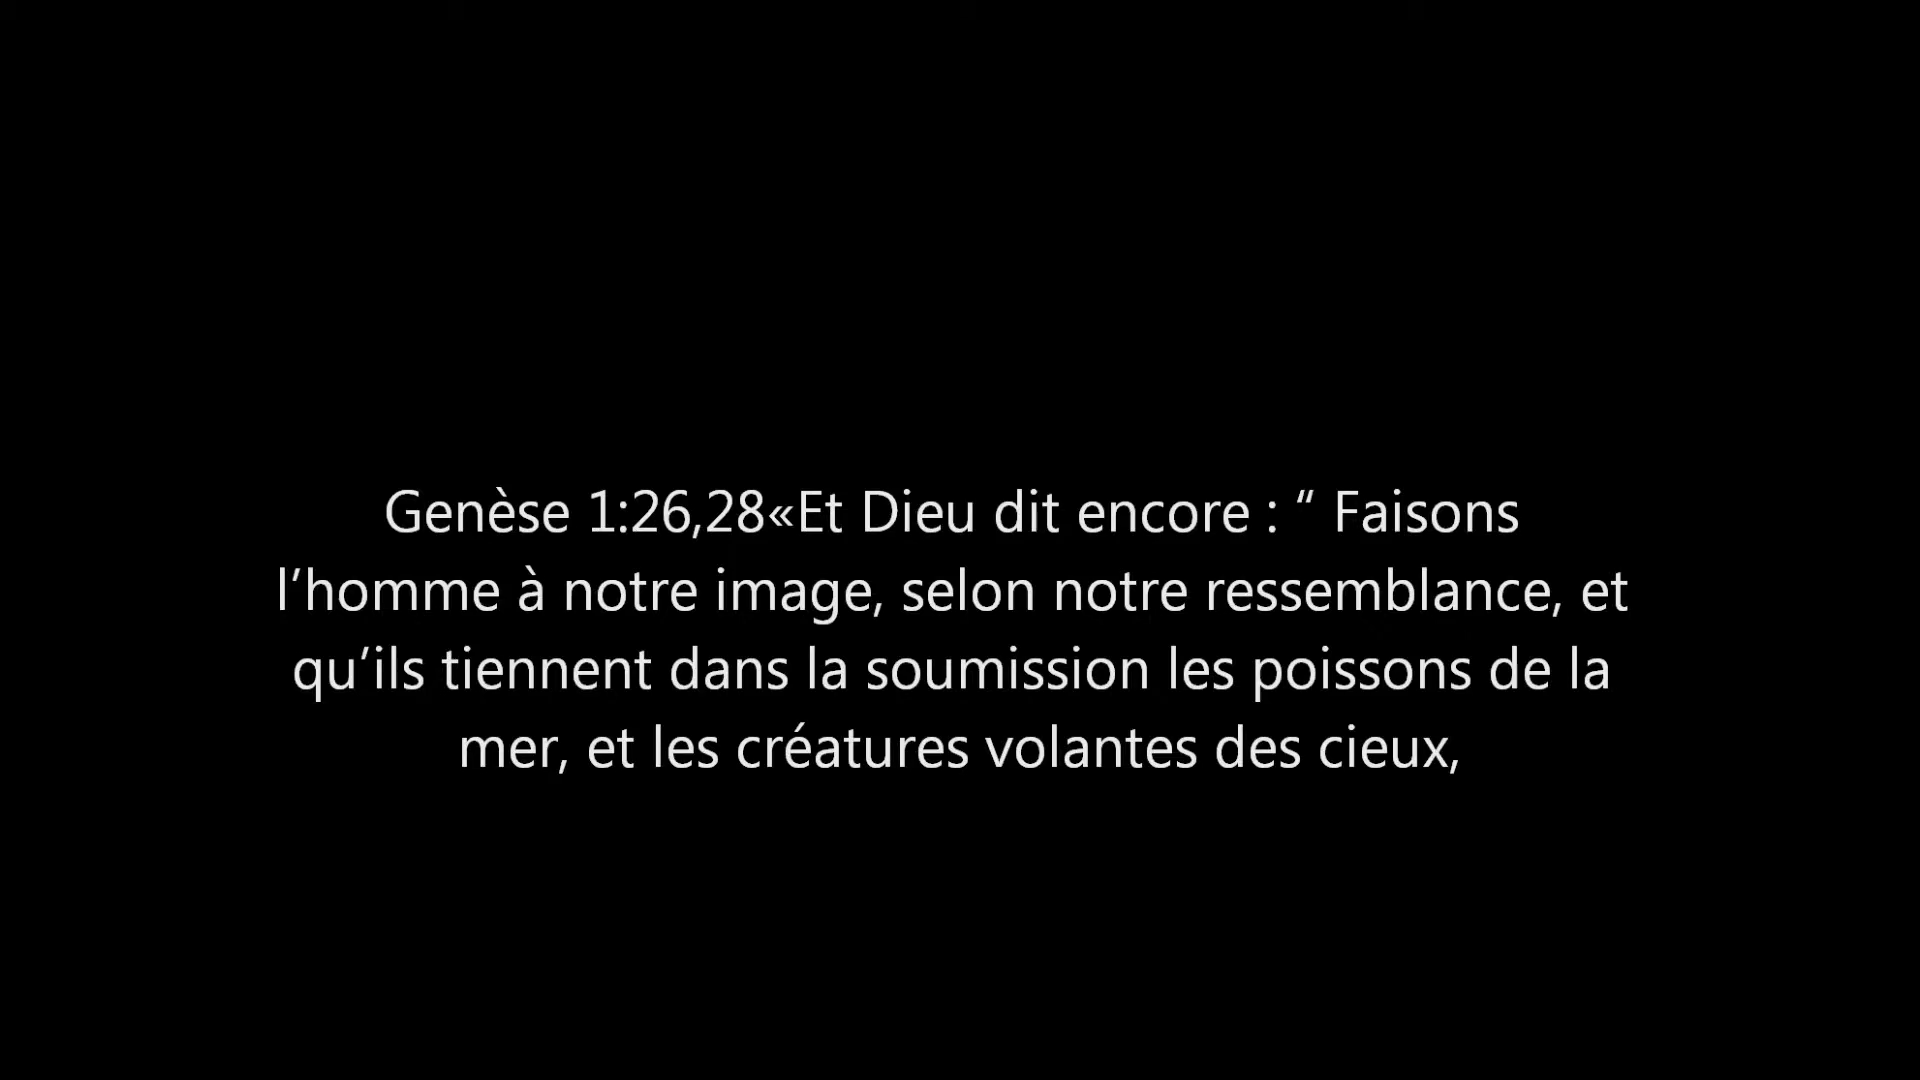 Genèse 1:26,28«Et Dieu dit encore : “ Faisons
l’homme à notre image, selon notre ressemblance, et
qu’ils tiennent dans la soumission les poissons de la
mer, et les créatures volantes des cieux,